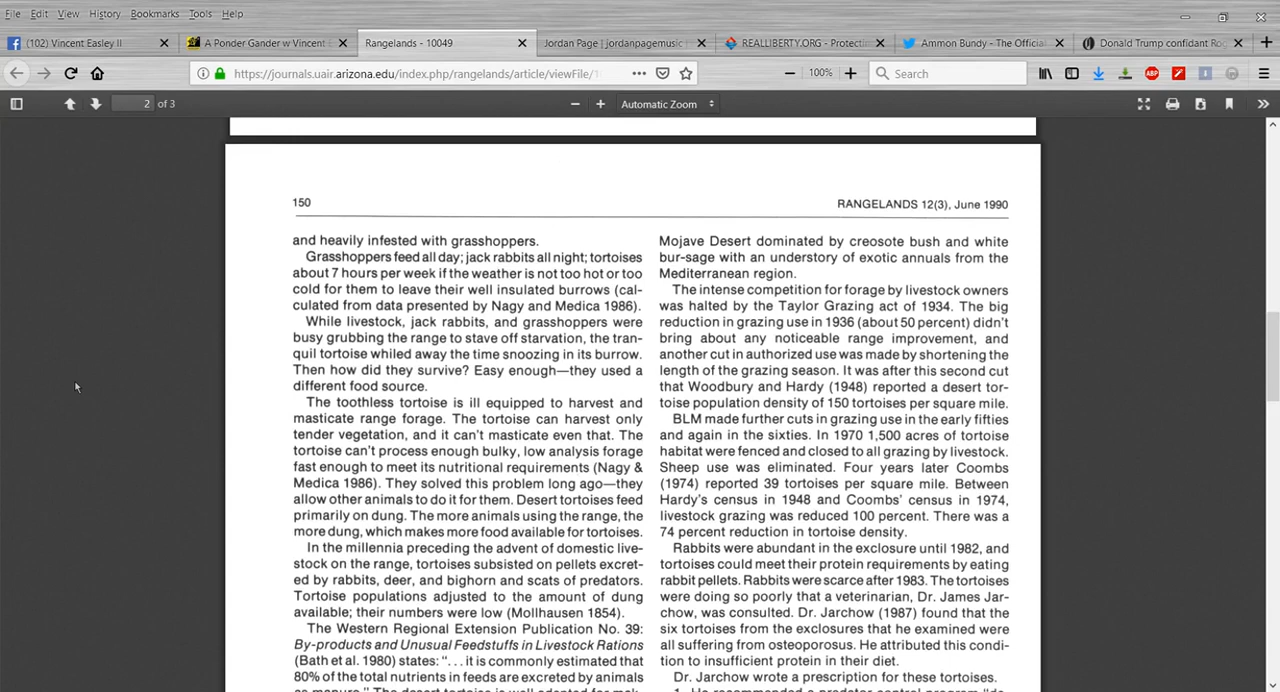 File Edit View History Bookmarks Tools Help
(102) Vincent Easley II
A Ponder Gander w Vincent
Rangelands - 10049
Jordan Page | jordanpagemusic
REALLIBERTY.ORG - Protectin
Ammon Bundy - The Official
Donald Trump confidant Rog
https://journals.uair.arizona.edu/index.php/rangelands/article/viewFile/1
100%
Search
ABP
2 of 3
Automatic Zoom
150
RANGELANDS 12(3), June 1990
and heavily infested with grasshoppers.
Grasshoppers feed all day; jack rabbits all night; tortoises
about 7 hours per week if the weather is not too hot or too
cold for them to leave their well insulated burrows (cal-
culated from data presented by Nagy and Medica 1986).
While livestock, jack rabbits, and grasshoppers were
busy grubbing the range to stave off starvation, the tran-
quil tortoise whiled away the time snoozing in its burrow.
Then how did they survive? Easy enough—they used a
different food source.
The toothless tortoise is ill equipped to harvest and
masticate range forage. The tortoise can harvest only
tender vegetation, and it can't masticate even that. The
tortoise can't process enough bulky, low analysis forage
fast enough to meet its nutritional requirements (Nagy &
Medica 1986). They solved this problem long ago—they
allow other animals to do it for them. Desert tortoises feed
primarily on dung. The more animals using the range, the
more dung, which makes more food available for tortoises.
In the millennia preceding the advent of domestic live-
stock on the range, tortoises subsisted on pellets excret-
ed by rabbits, deer, and bighorn and scats of predators.
Tortoise populations adjusted to the amount of dung
available; their numbers were low (Mollhausen 1854).
The Western Regional Extension Publication No. 39:
By-products and Unusual Feedstuffs in Livestock Rations
(Bath et al. 1980) states: "... it is commonly estimated that
80% of the total nutrients in feeds are excreted by animals
as manure." The desert tortoise is well adapted for mak-
Mojave Desert dominated by creosote bush and white
bur-sage with an understory of exotic annuals from the
Mediterranean region.
The intense competition for forage by livestock owners
was halted by the Taylor Grazing act of 1934. The big
reduction in grazing use in 1936 (about 50 percent) didn't
bring about any noticeable range improvement, and
another cut in authorized use was made by shortening the
length of the grazing season. It was after this second cut
that Woodbury and Hardy (1948) reported a desert tor-
toise population density of 150 tortoises per square mile.
BLM made further cuts in grazing use in the early fifties
and again in the sixties. In 1970 1,500 acres of tortoise
habitat were fenced and closed to all grazing by livestock.
Sheep use was eliminated. Four years later Coombs
(1974) reported 39 tortoises per square mile. Between
Hardy's census in 1948 and Coombs' census in 1974,
livestock grazing was reduced 100 percent. There was a
74 percent reduction in tortoise density.
Rabbits were abundant in the exclosure until 1982, and
tortoises could meet their protein requirements by eating
rabbit pellets. Rabbits were scarce after 1983. The tortoises
were doing so poorly that a veterinarian, Dr. James Jar-
chow, was consulted. Dr. Jarchow (1987) found that the
six tortoises from the exclosures that he examined were
all suffering from osteoporosus. He attributed this condi-
tion to insufficient protein in their diet.
Dr. Jarchow wrote a prescription for these tortoises.
1. He recommended a predator control program "de-